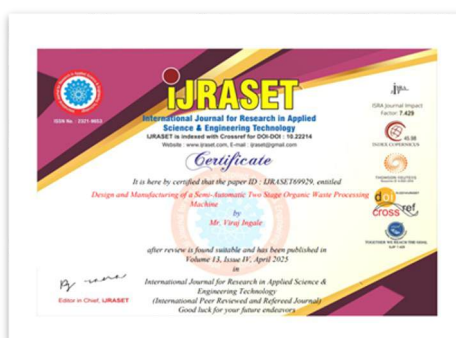 iJRASET
International Journal for Research in Applied
Science & Engineering Technology
IJRASET is indexed with Crossref for DOI-DOI : 10.22214
Website : www.ijraset.com, E-mail : ijraset@gmail.com
Certificate
It is here by certified that the paper ID : IJRASET69929, entitled
Design and Manufacturing of a Semi-Automatic Two Stage Organic Waste Processing
Machine
by
Mr. Viraj Ingale
after review is found suitable and has been published in
Volume 13, Issue IV, April 2025
in
International Journal for Research in Applied Science &
Engineering Technology
(International Peer Reviewed and Refereed Journal)
Good luck for your future endeavors
Editor in Chief, IJRASET
ISSN No. : 2321-9653
ISRA Journal Impact
Factor: 7.429
45.98
INDEX COPERNICUS
THOMSON REUTERS
doi
cross ref
TOGETHER WE REACH THE GOAL